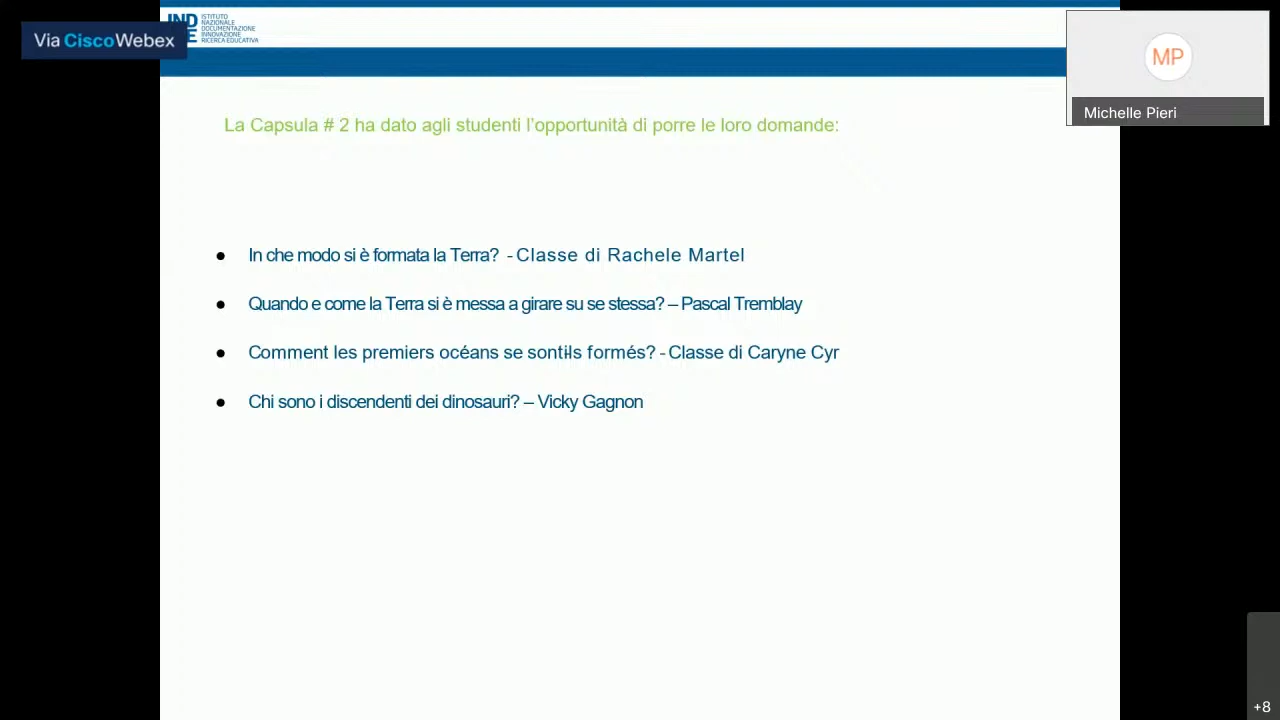 Via Cisco Webex
IND
E
ISTITUTO
NAZIONALE
DOCUMENTAZIONE
INNOVAZIONE
RICERCA EDUCATIVA
MP
Michelle Pieri
La Capsula # 2 ha dato agli studenti l'opportunità di porre le loro domande:
● In che modo si è formata la Terra? - Classe di Rachele Martel
● Quando e come la Terra si è messa a girare su se stessa? – Pascal Tremblay
● Comment les premiers océans se sont-ils formés? - Classe di Caryne Cyr
● Chi sono i discendenti dei dinosauri? – Vicky Gagnon
+8